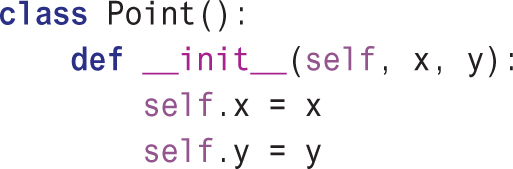 class Point():
    def __init__(self, x, y):
        self.x = x
        self.y = y